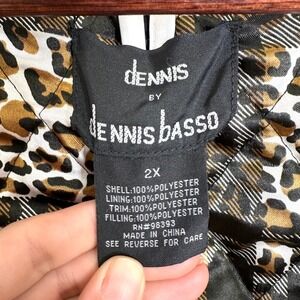 dENNIS
BY
dENNIS basso
2X
SHELL:100%POLYESTER
LINING:100%POLYESTER
TRIM:100%POLYESTER
FILLING:100%POLYESTER
RN#98393
MADE IN CHINA
SEE REVERSE FOR CARE